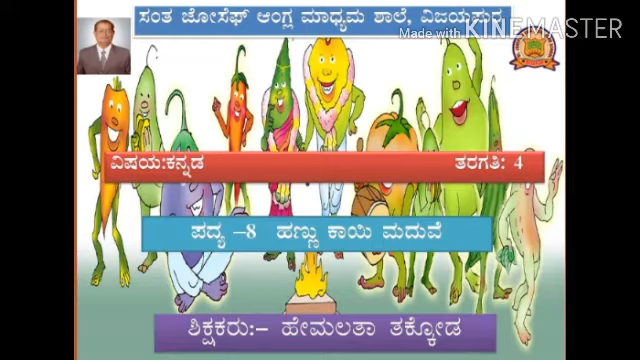 ಸಂತ ಜೋಸೆಫ್ ಆಂಗ್ಲ ಮಾಧ್ಯಮ ಶಾಲೆ, ವಿಜಯಪುರ
Made with KINEMASTER
ವಿಷಯ:ಕನ್ನಡ ತರಗತಿ: 4
ಪದ್ಯ –8 ಹಣ್ಣು ಕಾಯಿ ಮದುವೆ
ಶಿಕ್ಷಕರು:– ಹೇಮಲತಾ ತಕ್ಕೋಡ